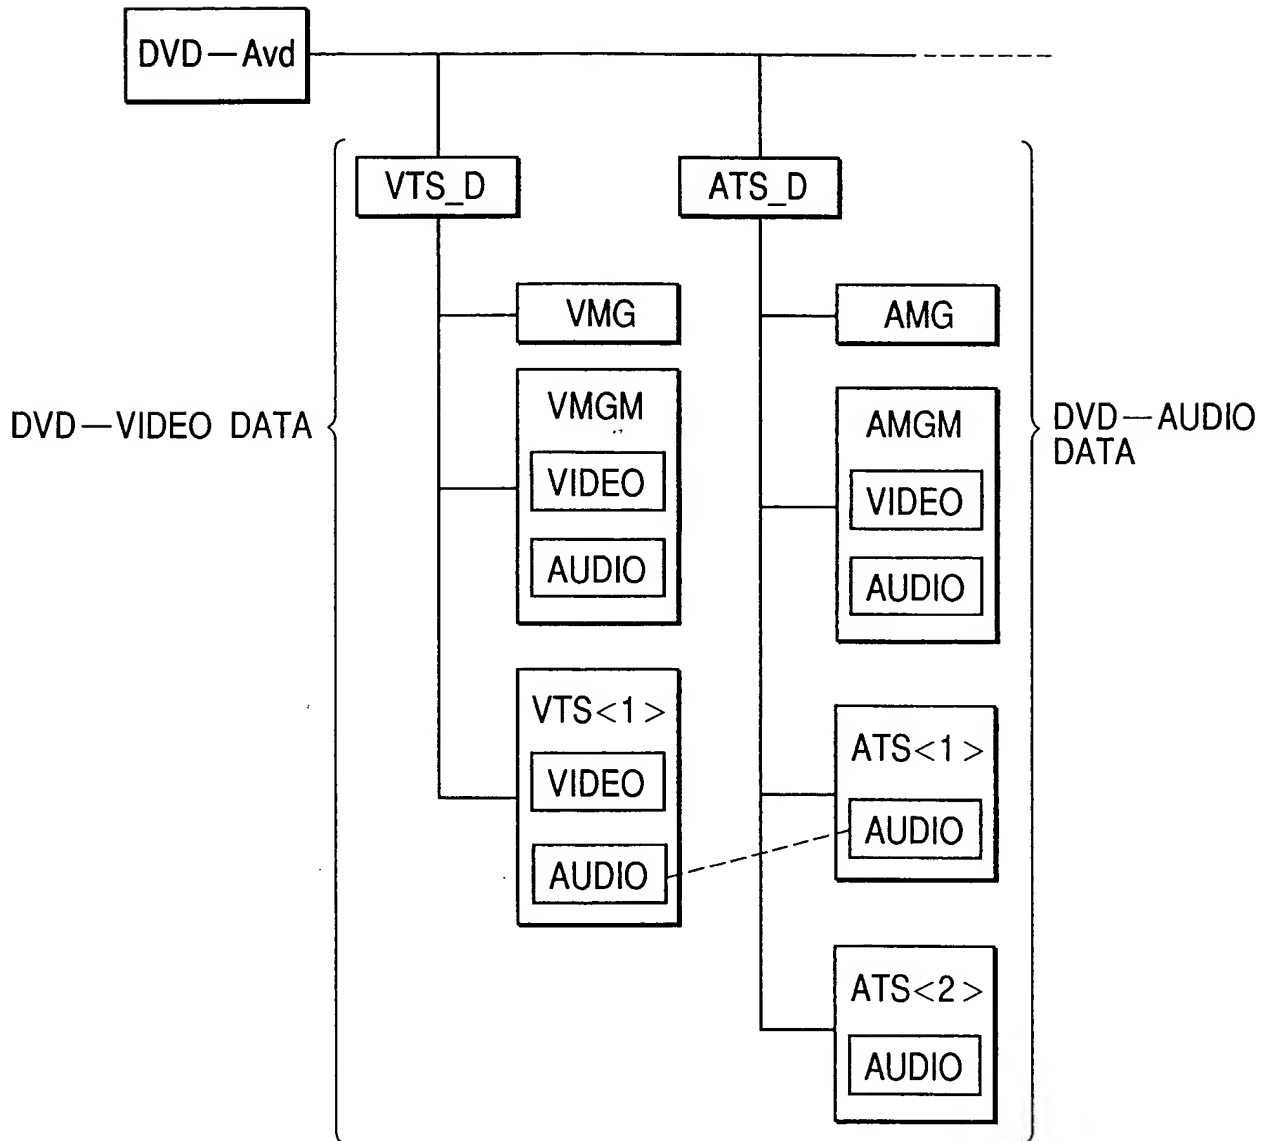 DVD—Avd
VTS_D
ATS_D
VMG
AMG
VMGM
VIDEO
AUDIO
AMGM
VIDEO
AUDIO
DVD—VIDEO DATA
DVD—AUDIO
DATA
VTS<1>
VIDEO
AUDIO
ATS<1>
AUDIO
ATS<2>
AUDIO